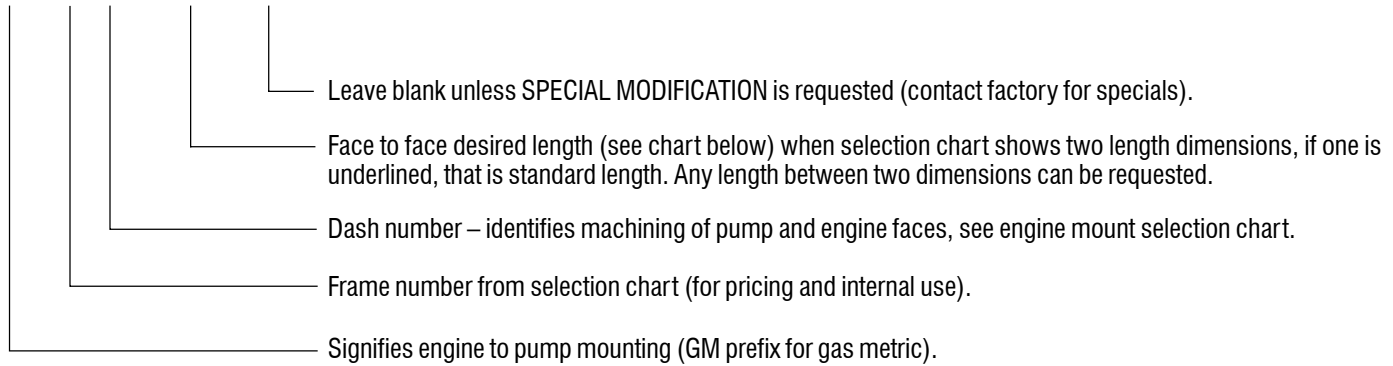 Leave blank unless SPECIAL MODIFICATION is requested (contact factory for specials).
Face to face desired length (see chart below) when selection chart shows two length dimensions, if one is
underlined, that is standard length. Any length between two dimensions can be requested.
Dash number – identifies machining of pump and engine faces, see engine mount selection chart.
Frame number from selection chart (for pricing and internal use).
Signifies engine to pump mounting (GM prefix for gas metric).